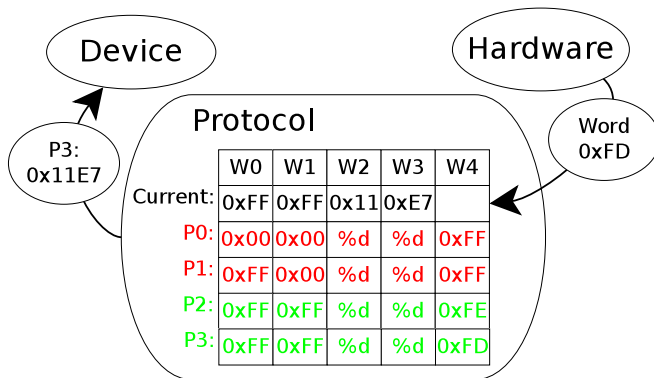 Device
Hardware
Protocol
Word
0xFD
P3:
0x11E7
W0 W1 W2 W3 W4
Current: 0xFF 0xFF 0x11 0xE7
P0: 0x00 0x00 %d %d 0xFF
P1: 0xFF 0x00 %d %d 0xFF
P2: 0xFF 0xFF %d %d 0xFE
P3: 0xFF 0xFF %d %d 0xFD